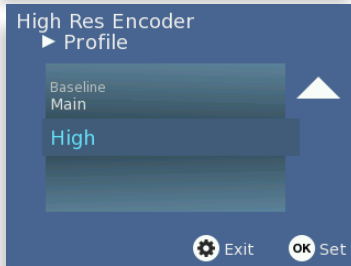 High Res Encoder
Profile
Baseline
Main
High
Exit OK Set